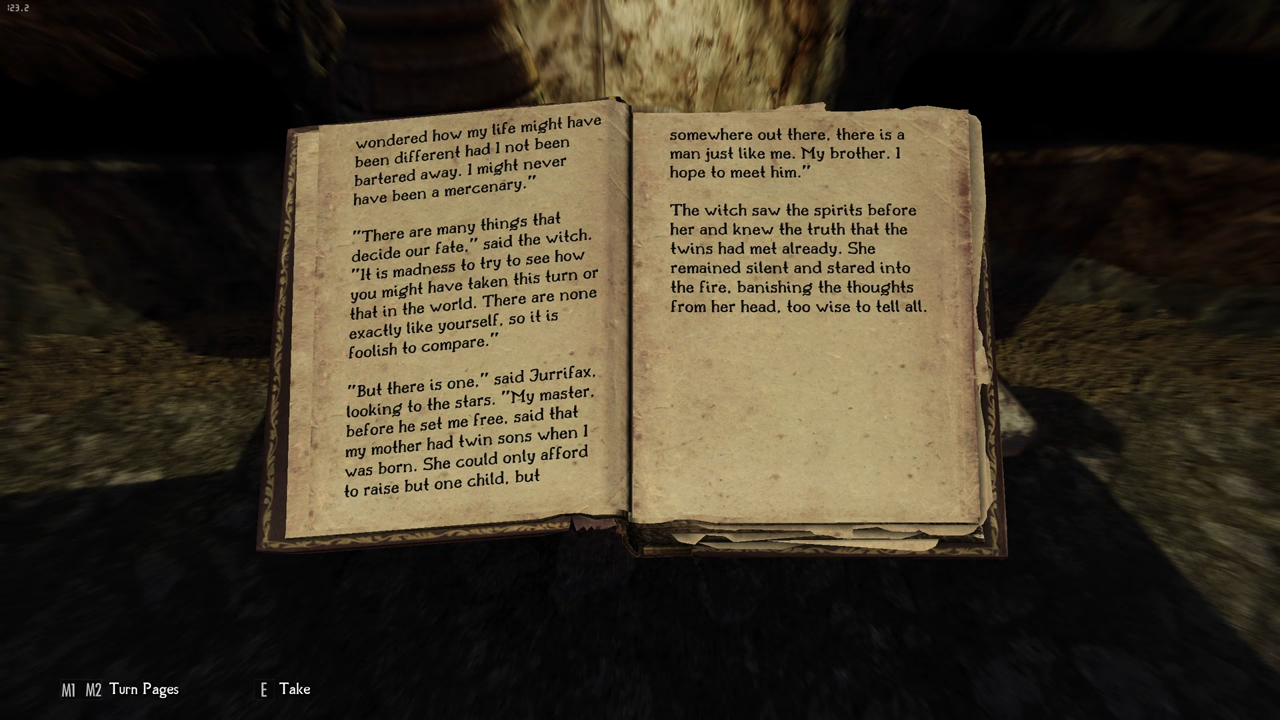 123.2
wondered how my life might have
been different had I not been
bartered away. I might never
have been a mercenary."
"There are many things that
decide our fate," said the witch.
"It is madness to try to see how
you might have taken this turn or
that in the world. There are none
exactly like yourself, so it is
foolish to compare."
"But there is one," said Jurrifax,
looking to the stars. "My master,
before he set me free, said that
my mother had twin sons when I
was born. She could only afford
to raise but one child, but
somewhere out there, there is a
man just like me. My brother. I
hope to meet him."
The witch saw the spirits before
her and knew the truth that the
twins had met already. She
remained silent and stared into
the fire, banishing the thoughts
from her head, too wise to tell all.
M1 M2 Turn Pages
E Take